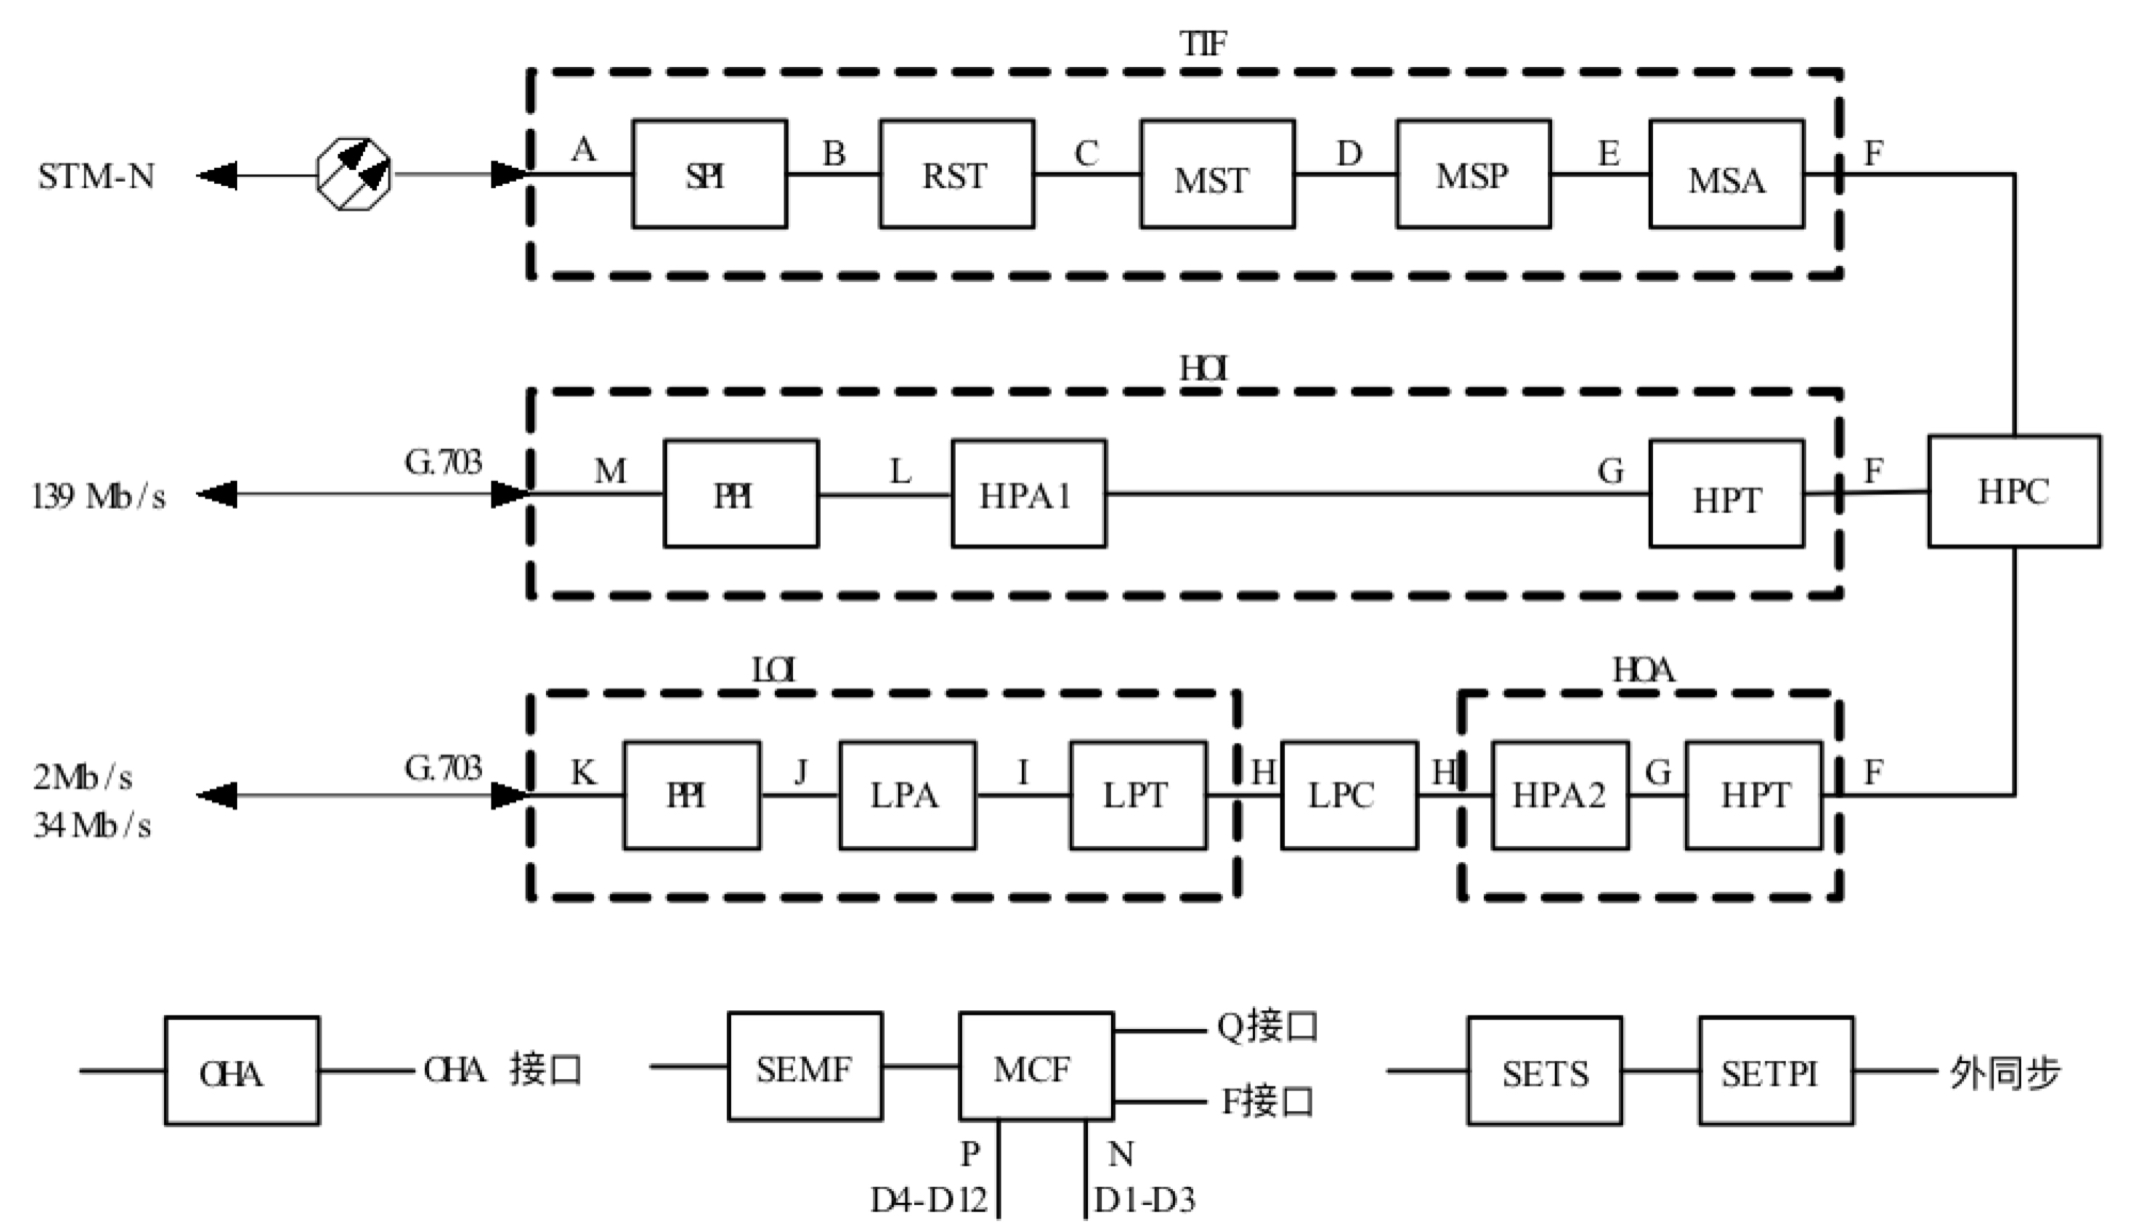 TTF
STM-N
A
SPI
B
RST
C
MST
D
MSP
E
MSA
F
HOI
139 Mb/s
G.703
M
PPI
L
HPA1
G
HPT
F
HPC
LOI
HOA
2Mb/s
34Mb/s
G.703
K
PPI
J
LPA
I
LPT
H
LPC
H
HPA2
G
HPT
F
OHA
OHA 接口
SEMF
MCF
Q接口
F接口
P
D4-D12
N
D1-D3
SETS
SETPI
外同步